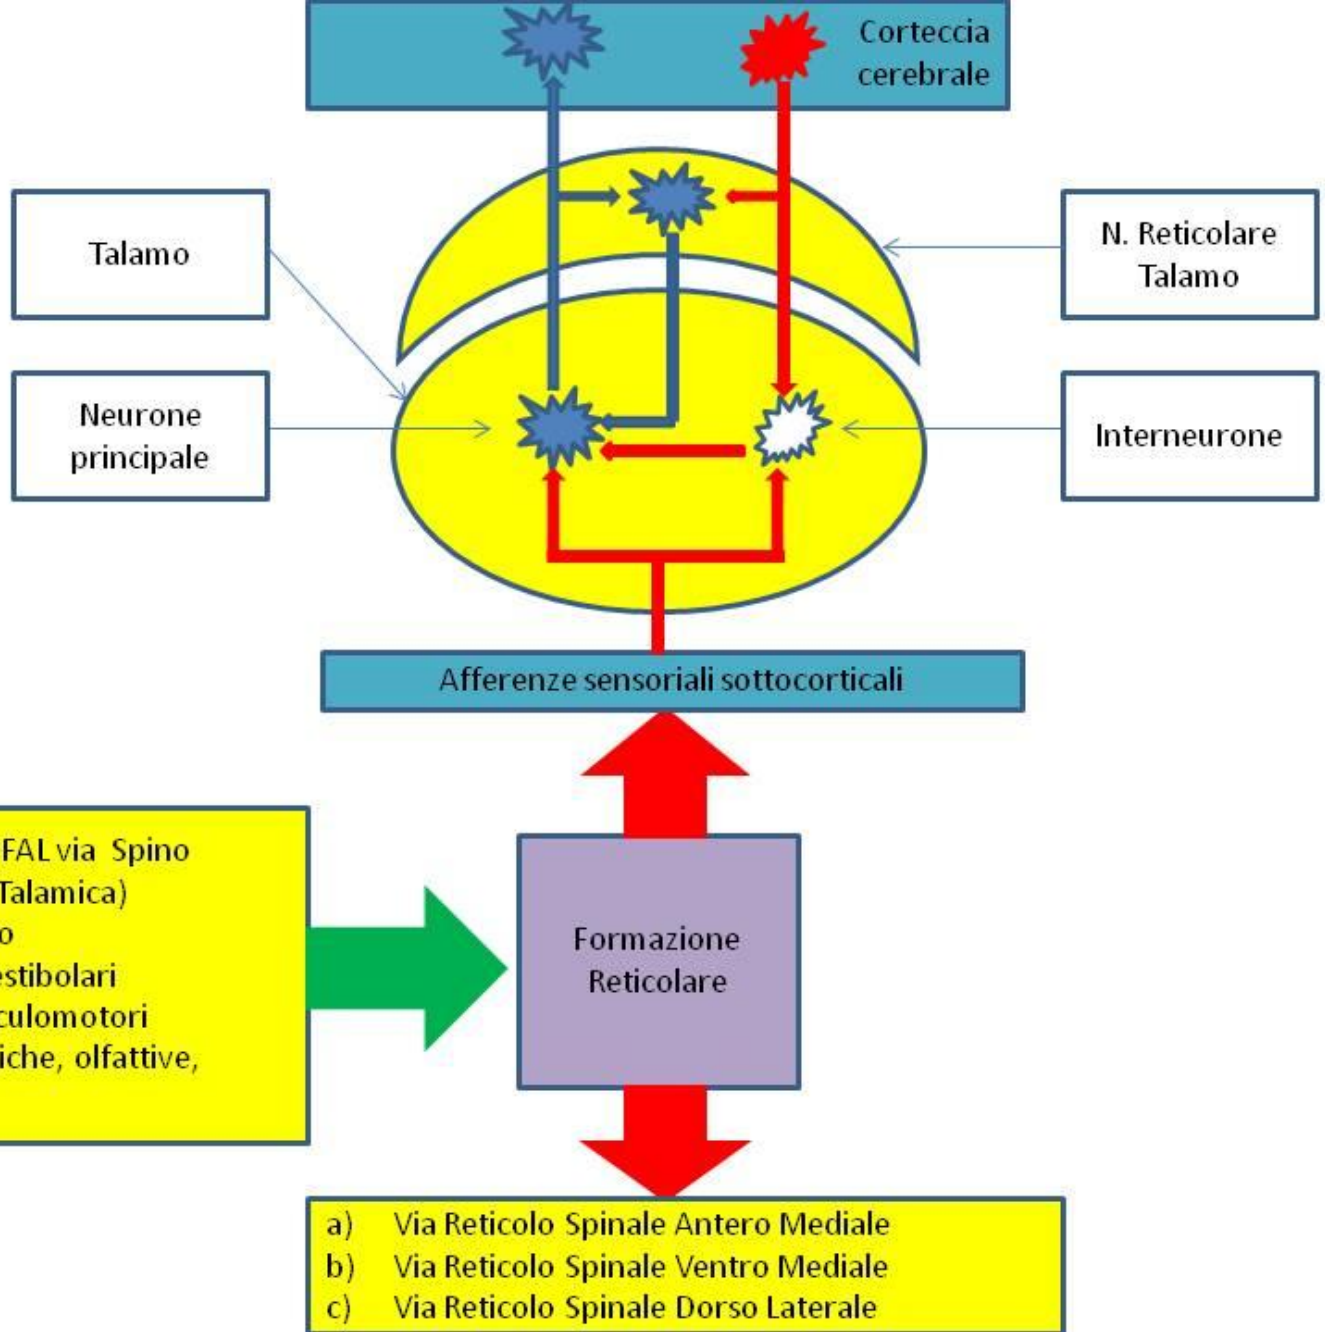 Corteccia
cerebrale
Talamo
N. Reticolare
Talamo
Neurone
principale
Interneurone
Afferenze sensoriali sottocorticali
FAL via Spino
Talamica)
o
estibolari
culomotori
iche, olfattive,
Formazione
Reticolare
a) Via Reticolo Spinale Antero Mediale
b) Via Reticolo Spinale Ventro Mediale
c) Via Reticolo Spinale Dorso Laterale